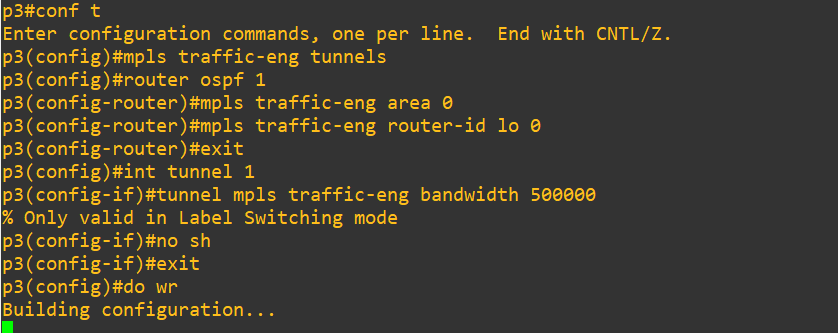 p3#conf t
Enter configuration commands, one per line.  End with CNTL/Z.
p3(config)#mpls traffic-eng tunnels
p3(config)#router ospf 1
p3(config-router)#mpls traffic-eng area 0
p3(config-router)#mpls traffic-eng router-id lo 0
p3(config-router)#exit
p3(config)#int tunnel 1
p3(config-if)#tunnel mpls traffic-eng bandwidth 500000
% Only valid in Label Switching mode
p3(config-if)#no sh
p3(config-if)#exit
p3(config)#do wr
Building configuration...